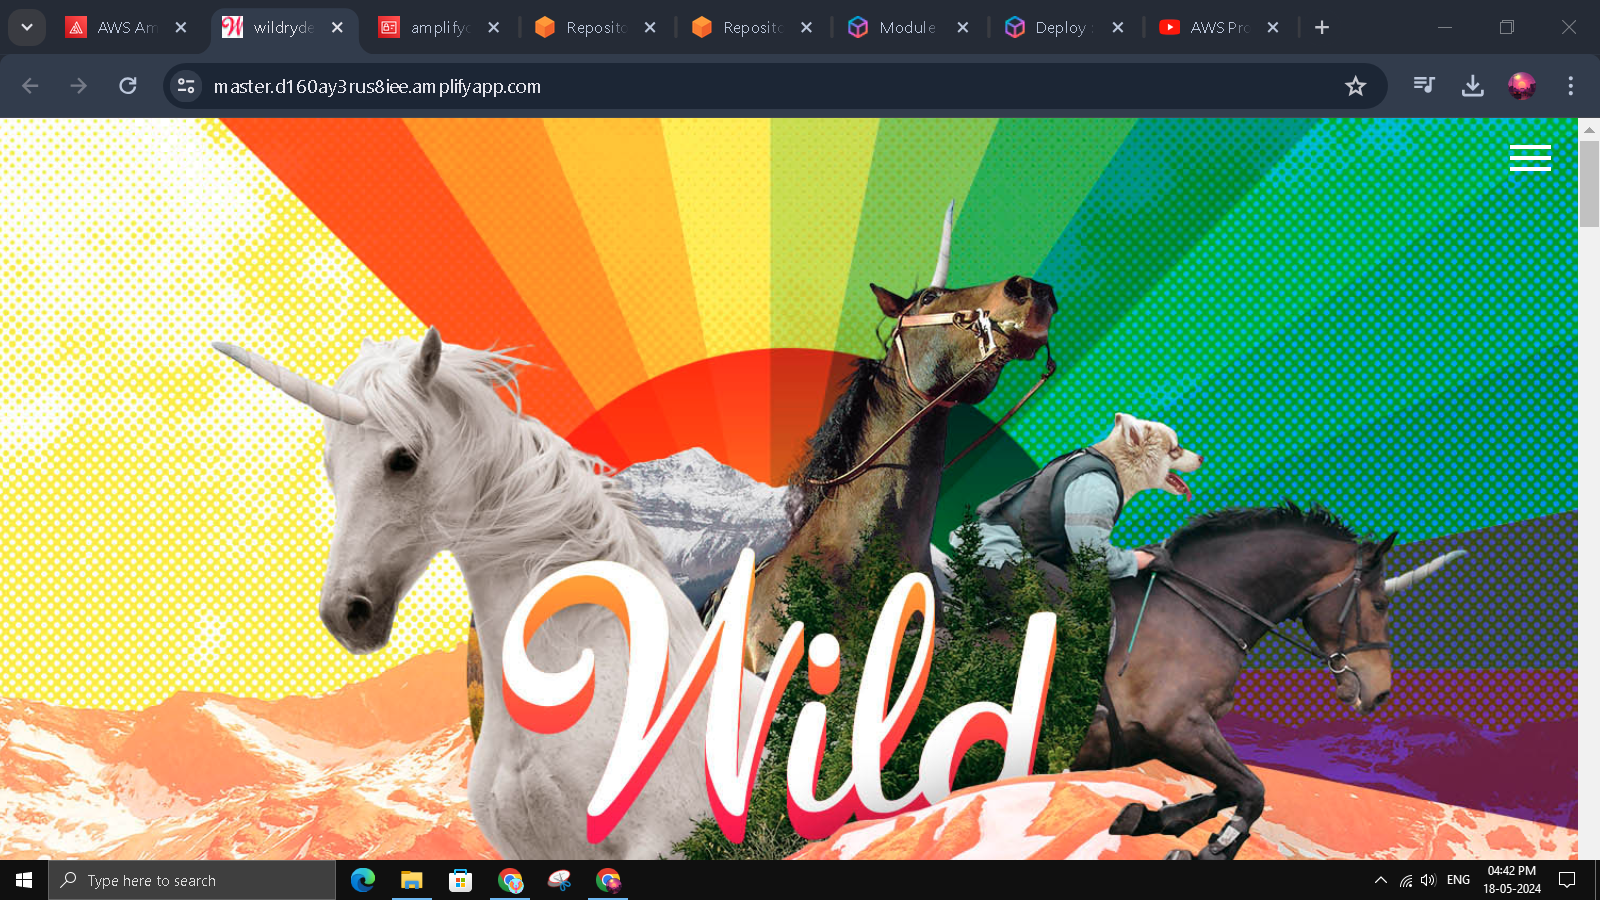 AWS Am
wildryde
amplifyc
Reposito
Reposito
Module
Deploy
AWS Pro
master.d160ay3rus8iee.amplifyapp.com
Wild
Type here to search
ENG
04:42 PM
18-05-2024